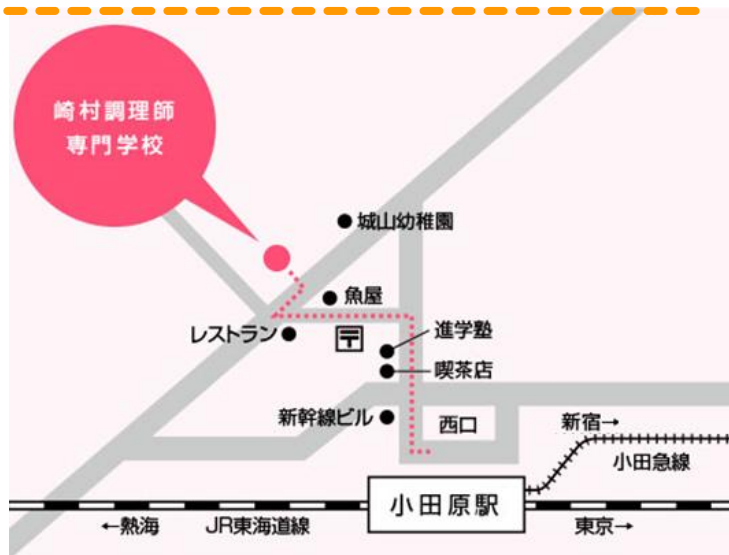 崎村調理師
専門学校
城山幼稚園
魚屋
レストラン
〒
進学塾
喫茶店
新幹線ビル
西口
新宿→
小田急線
小田原駅
←熱海
JR東海道線
東京→